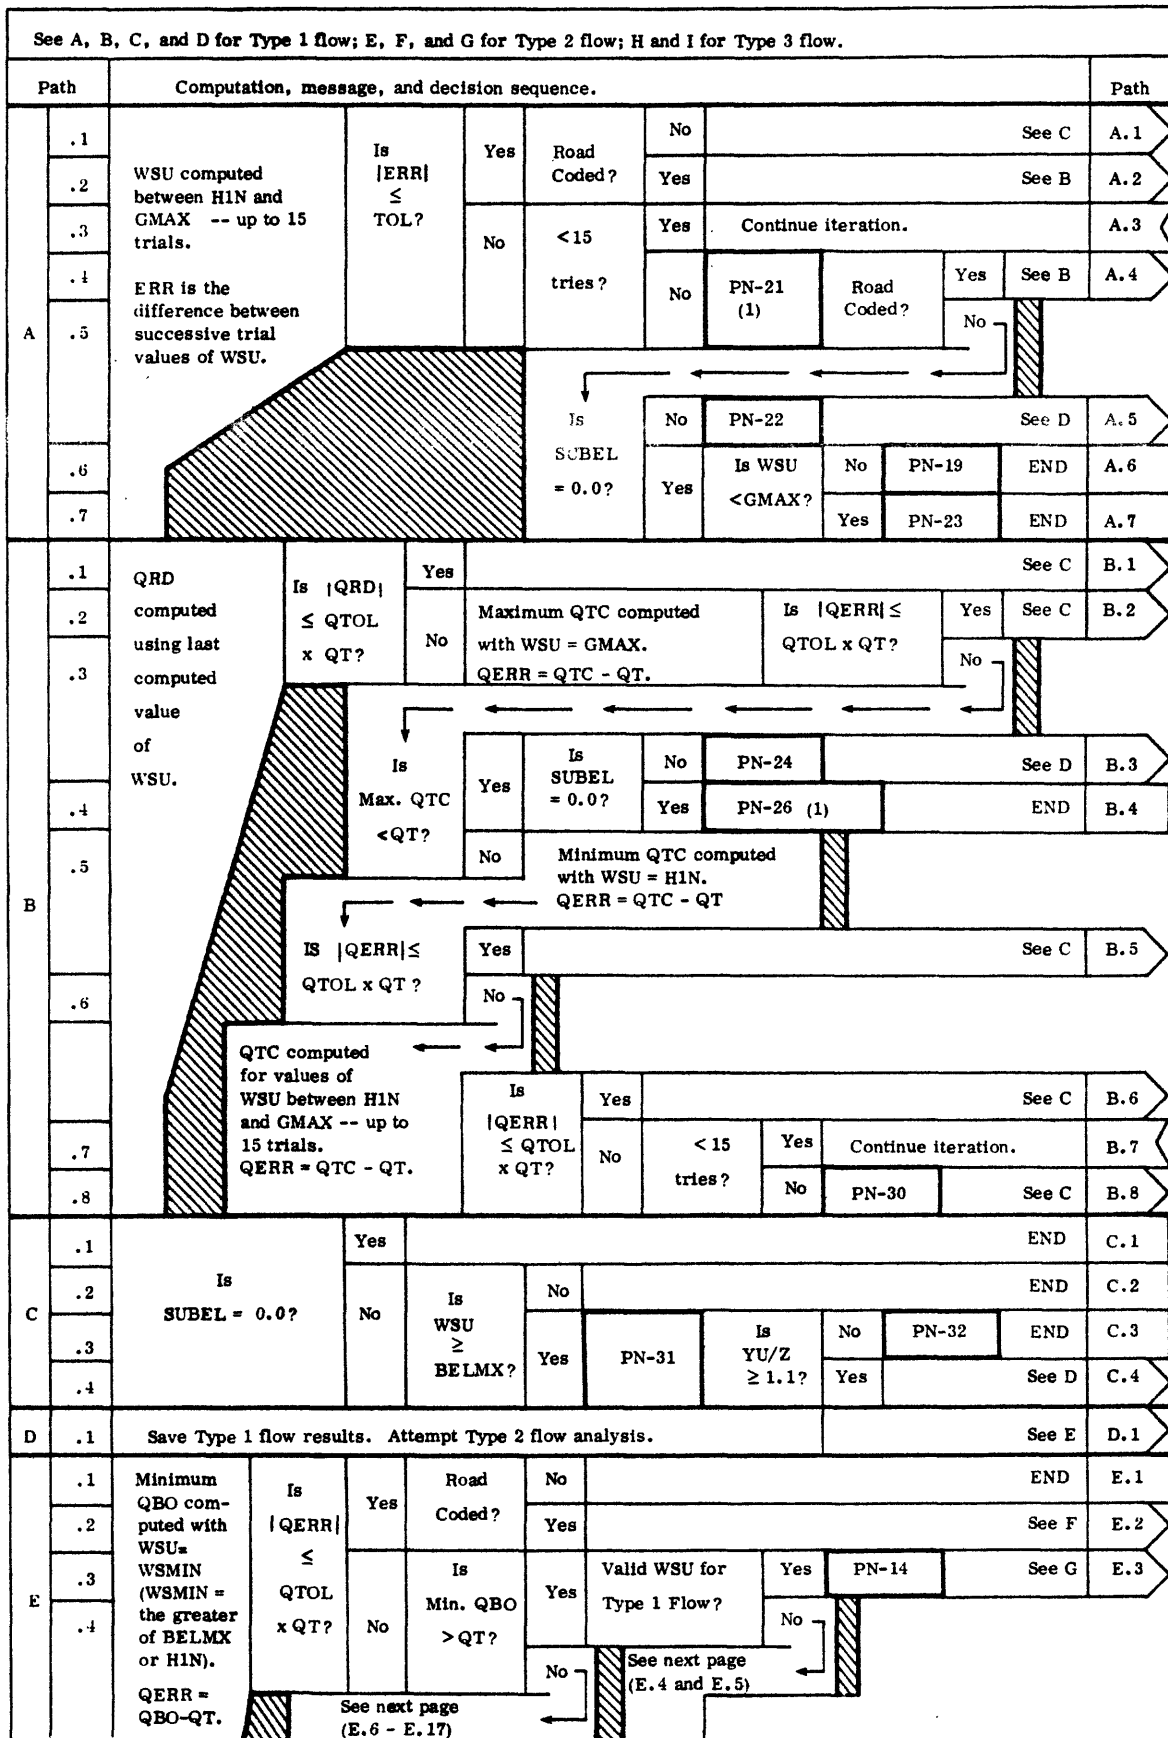 See A, B, C, and D for Type 1 flow; E, F, and G for Type 2 flow; H and I for Type 3 flow.
Path Computation, message, and decision sequence. Path
A
.1
.2
.3
.4
.5
.6
.7
WSU computed
between H1N and
GMAX -- up to 15
trials.
ERR is the
difference between
successive trial
values of WSU.
Is
|ERR|
≤
TOL?
Yes
Road
Coded?
No
See C A.1
Yes
See B A.2
No
<15
tries?
Yes
Continue iteration. A.3
No
PN-21
(1)
Road
Coded?
Yes
See B A.4
No
Is
SUBEL
= 0.0?
No
PN-22
See D A.5
Yes
Is WSU
<GMAX?
No
PN-19
END A.6
Yes
PN-23
END A.7
B
.1
.2
.3
.4
.5
.6
.7
.8
QRD
computed
using last
computed
value
of
WSU.
Is |QRD|
≤ QTOL
x QT?
Yes
See C B.1
No
Maximum QTC computed
with WSU = GMAX.
QERR = QTC - QT.
Is |QERR| ≤
QTOL x QT?
Yes
See C B.2
No
Is
Max. QTC
<QT?
Yes
Is
SUBEL
= 0.0?
No
PN-24
See D B.3
Yes
PN-26 (1)
END B.4
No
Minimum QTC computed
with WSU = H1N.
QERR = QTC - QT
IS |QERR| ≤
QTOL x QT?
Yes
See C B.5
No
QTC computed
for values of
WSU between H1N
and GMAX -- up to
15 trials.
QERR = QTC - QT.
Is
|QERR|
≤ QTOL
x QT?
Yes
See C B.6
No
< 15
tries?
Yes
Continue iteration. B.7
No
PN-30
See C B.8
C
.1
.2
.3
.4
Is
SUBEL = 0.0?
Yes
END C.1
No
Is
WSU
≥
BELMX?
No
END C.2
Yes
PN-31
Is
YU/Z
≥ 1.1?
No
PN-32
END C.3
Yes
See D C.4
D .1 Save Type 1 flow results. Attempt Type 2 flow analysis. See E D.1
E
.1
.2
.3
.4
Minimum
QBO com-
puted with
WSU=
WSMIN
(WSMIN =
the greater
of BELMX
or H1N).
QERR =
QBO-QT.
Is
|QERR|
≤
QTOL
x QT?
Yes
Road
Coded?
No
END E.1
Yes
See F E.2
No
Is
Min. QBO
>QT?
Yes
Valid WSU for
Type 1 Flow?
Yes
PN-14
See G E.3
No
See next page
(E.4 and E.5)
No
See next page
(E.6 - E.17)